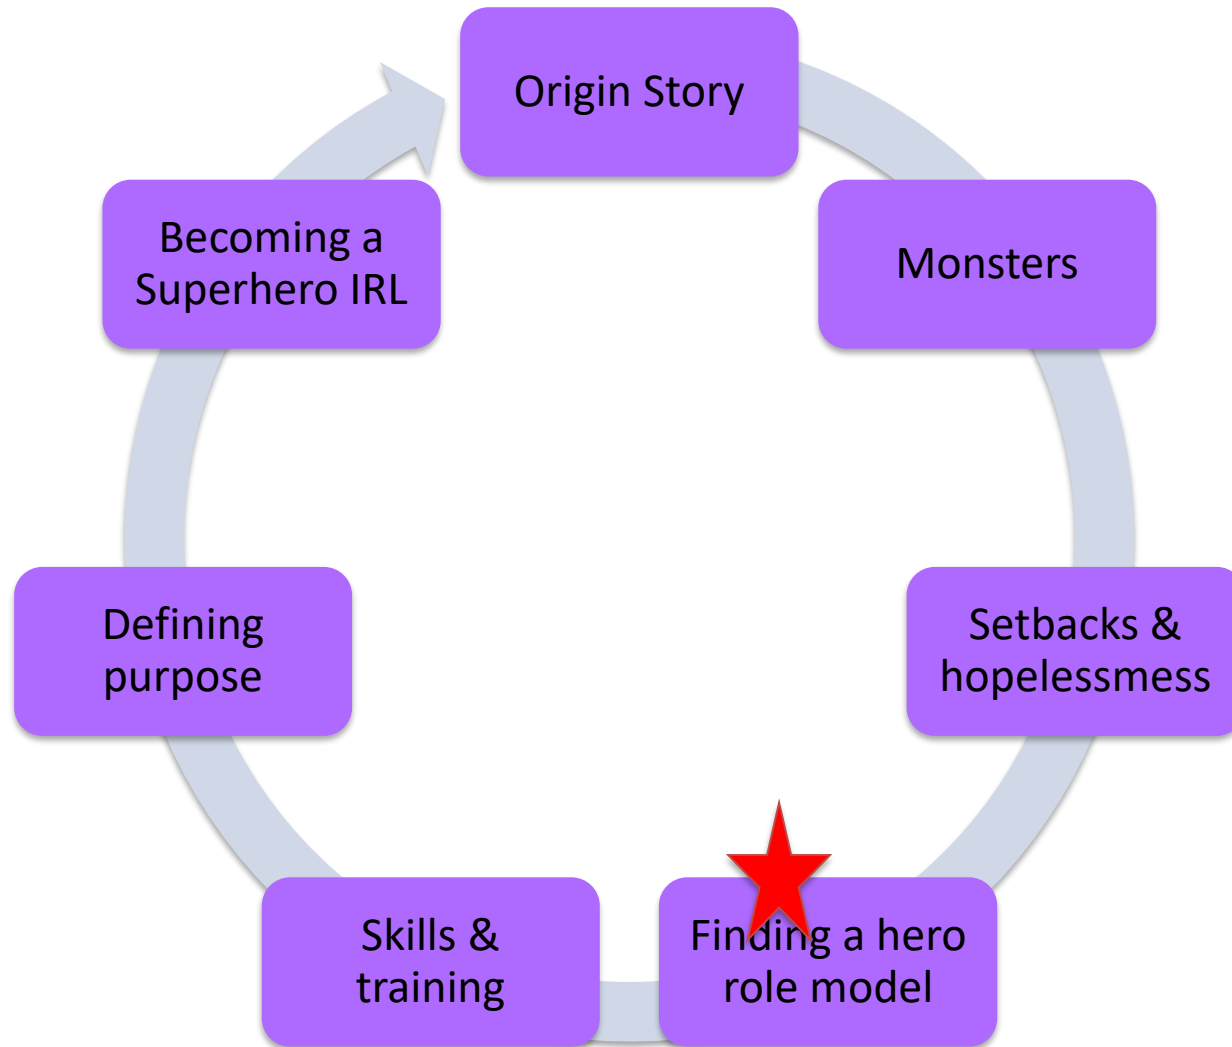 Origin Story
Monsters
Setbacks &
hopelessmess
Finding a hero
role model
Skills &
training
Defining
purpose
Becoming a
Superhero IRL